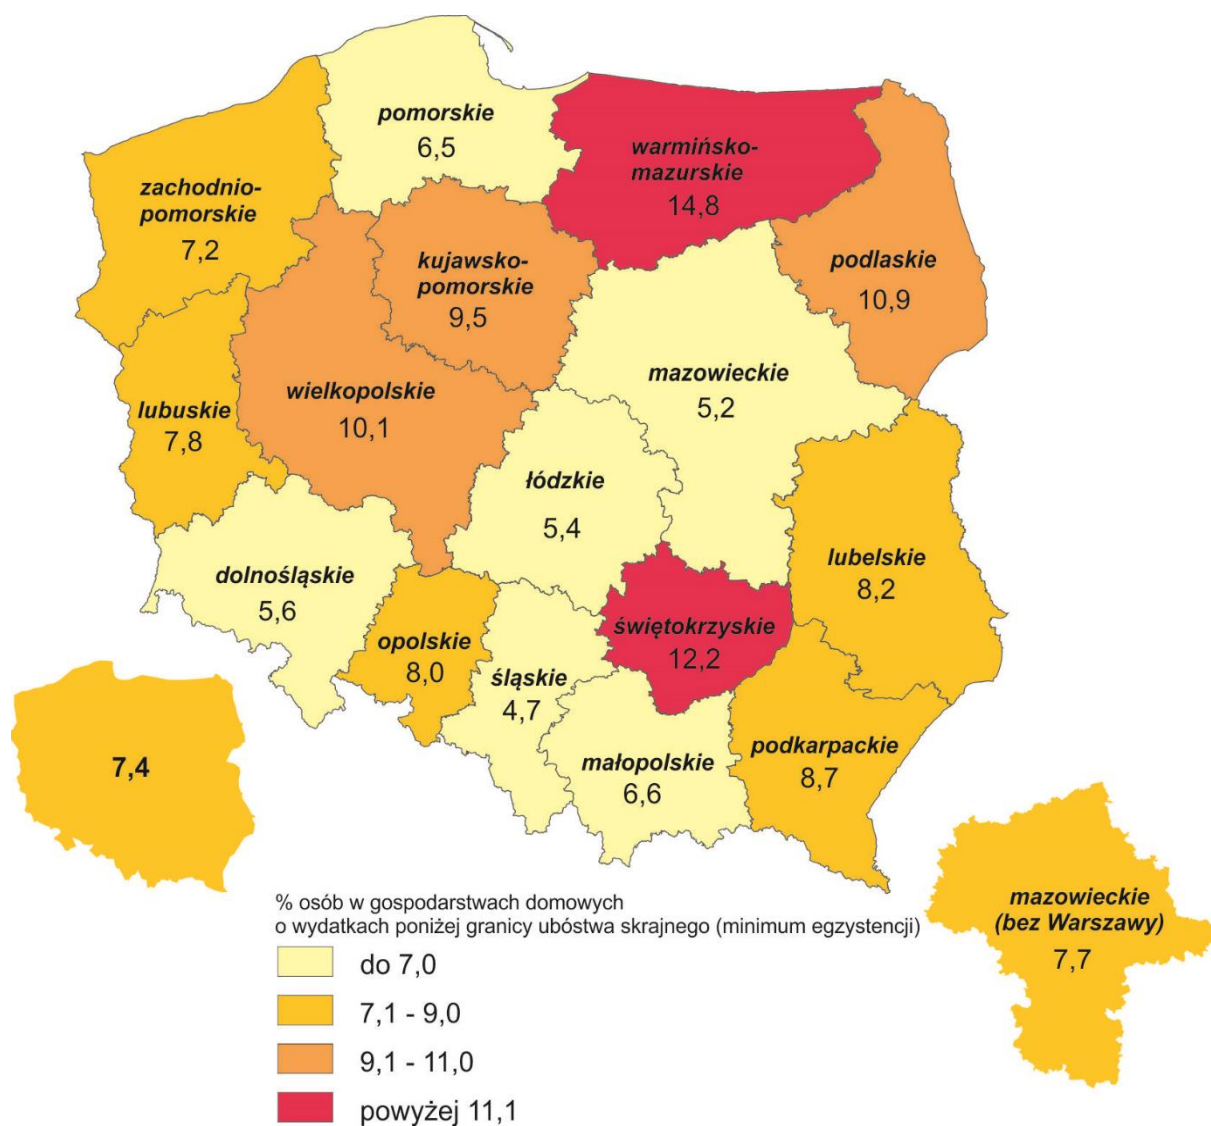 pomorskie
6,5
warmińsko-
mazurskie
14,8
zachodnio-
pomorskie
7,2
kujawsko-
pomorskie
9,5
podlaskie
10,9
mazowieckie
5,2
wielkopolskie
10,1
lubuskie
7,8
łódzkie
5,4
lubelskie
8,2
dolnośląskie
5,6
świętokrzyskie
12,2
opolskie
8,0
śląskie
4,7
podkarpackie
8,7
małopolskie
6,6
7,4
mazowieckie
(bez Warszawy)
7,7
% osób w gospodarstwach domowych
o wydatkach poniżej granicy ubóstwa skrajnego (minimum egzystencji)
do 7,0
7,1 - 9,0
9,1 - 11,0
powyżej 11,1